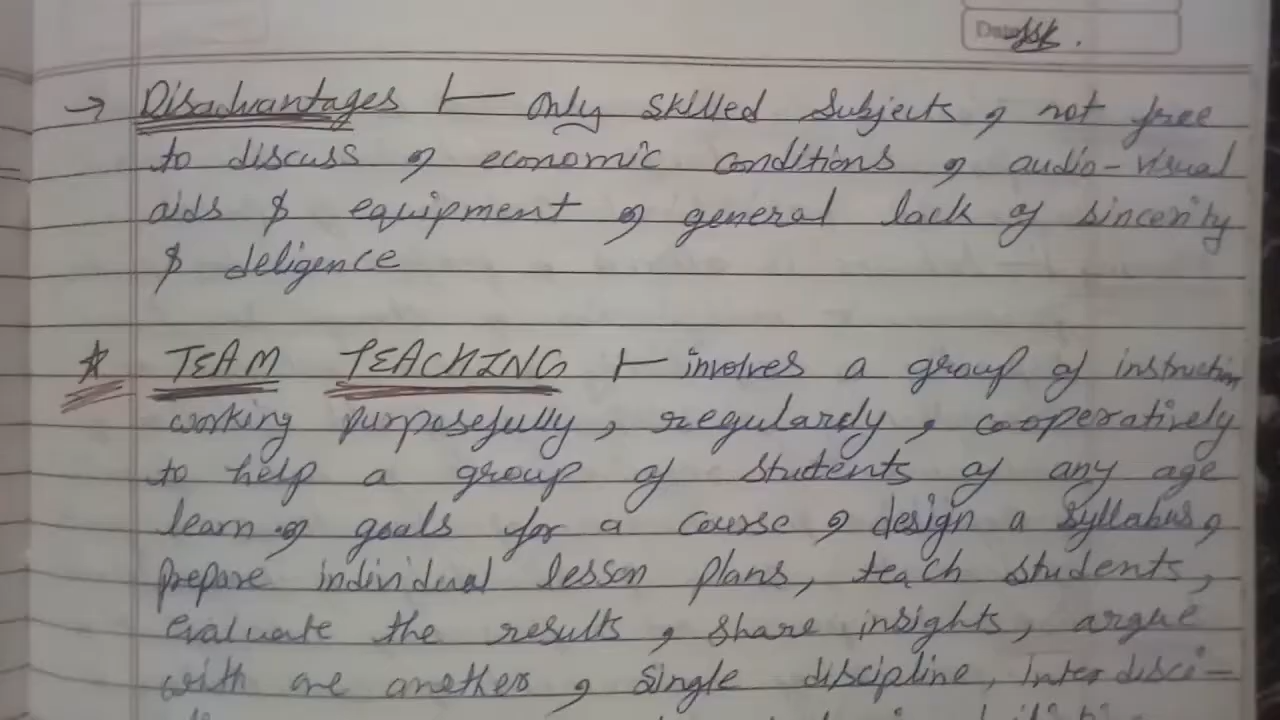 Date
→ Disadvantages ⊢ only skilled subjects, not free
to discuss, economic conditions, audio-visual
aids & equipment, general lack of sincerity
& deligence
* TEAM TEACHING ⊢ involves a group of instruction
working purposefully, regularly, cooperatively
to help a group of students of any age
learn, goals for a course, design a syllabus,
prepare individual lesson plans, teach students,
evaluate the results, share insights, argue
with one another, single discipline, Interdisci-